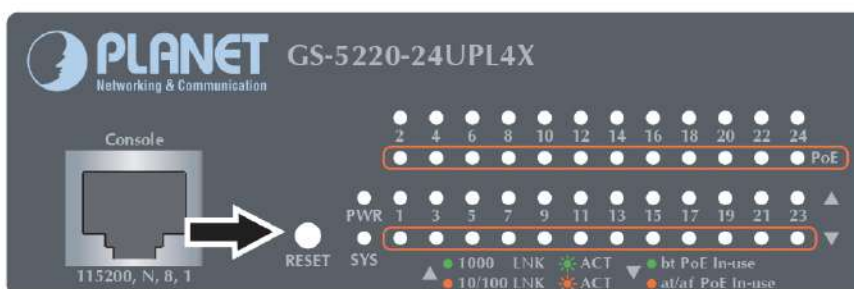 PLANET
Networking & Communication
GS-5220-24UPL4X
Console
2 4 6 8 10 12 14 16 18 20 22 24
PoE
PWR 1 3 5 7 9 11 13 15 17 19 21 23
RESET SYS
115200, N, 8, 1
1000 LNK ACT bt PoE In-use
10/100 LNK ACT at/af PoE In-use